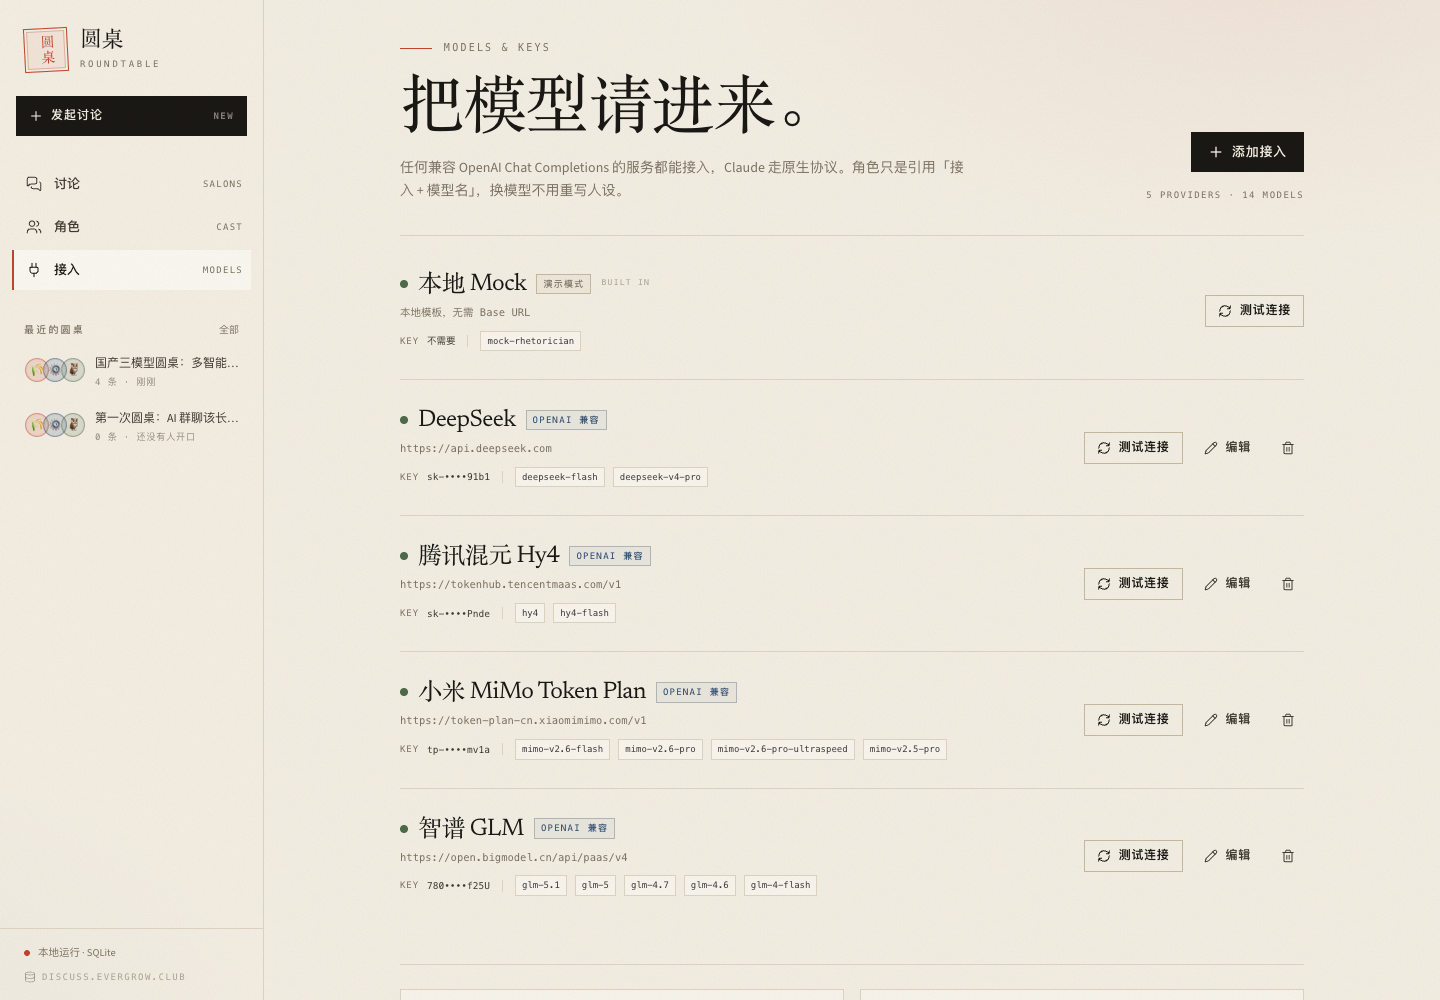 圆桌
圆桌
ROUNDTABLE
发起讨论 NEW
讨论 SALONS
角色 CAST
接入 MODELS
最近的圆桌 全部
国产三模型圆桌：多智能…
4 条 · 刚刚
第一次圆桌：AI 群聊该长…
0 条 · 还没有人开口
本地运行 · SQLite
DISCUSS.EVERGROW.CLUB
MODELS & KEYS
把模型请进来。
任何兼容 OpenAI Chat Completions 的服务都能接入，Claude 走原生协议。角色只是引用「接
入 + 模型名」，换模型不用重写人设。
添加接入
5 PROVIDERS · 14 MODELS
本地 Mock 演示模式 BUILT IN
本地模板，无需 Base URL
KEY 不需要 mock-rhetorician
测试连接
DeepSeek OPENAI 兼容
https://api.deepseek.com
KEY sk-••••91b1 deepseek-flash deepseek-v4-pro
测试连接 编辑
腾讯混元 Hy4 OPENAI 兼容
https://tokenhub.tencentmaas.com/v1
KEY sk-••••Pnde hy4 hy4-flash
测试连接 编辑
小米 MiMo Token Plan OPENAI 兼容
https://token-plan-cn.xiaomimimo.com/v1
KEY tp-••••mv1a mimo-v2.6-flash mimo-v2.6-pro mimo-v2.6-pro-ultraspeed mimo-v2.5-pro
测试连接 编辑
智谱 GLM OPENAI 兼容
https://open.bigmodel.cn/api/paas/v4
KEY 780••••f25U glm-5.1 glm-5 glm-4.7 glm-4.6 glm-4-flash
测试连接 编辑